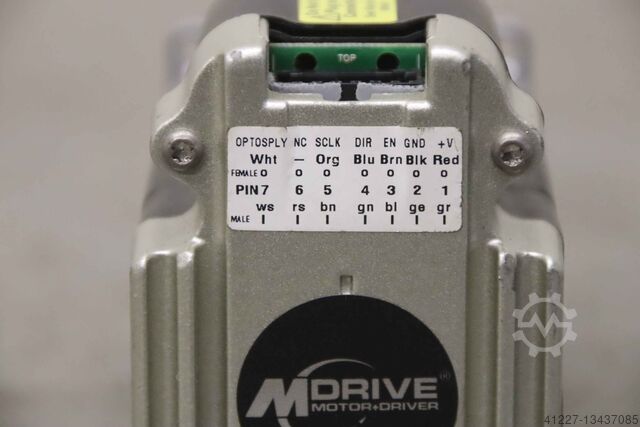 TOP
OPTOSPLY NC SCLK DIR EN GND +V
Wht – Org Blu Brn Blk Red
FEMALE O O O O O O O
PIN 7 6 5 4 3 2 1
ws rs bn gn bl ge gr
MALE I I I I I I I
MDRIVE®
MOTOR+DRIVER
41227-13437085